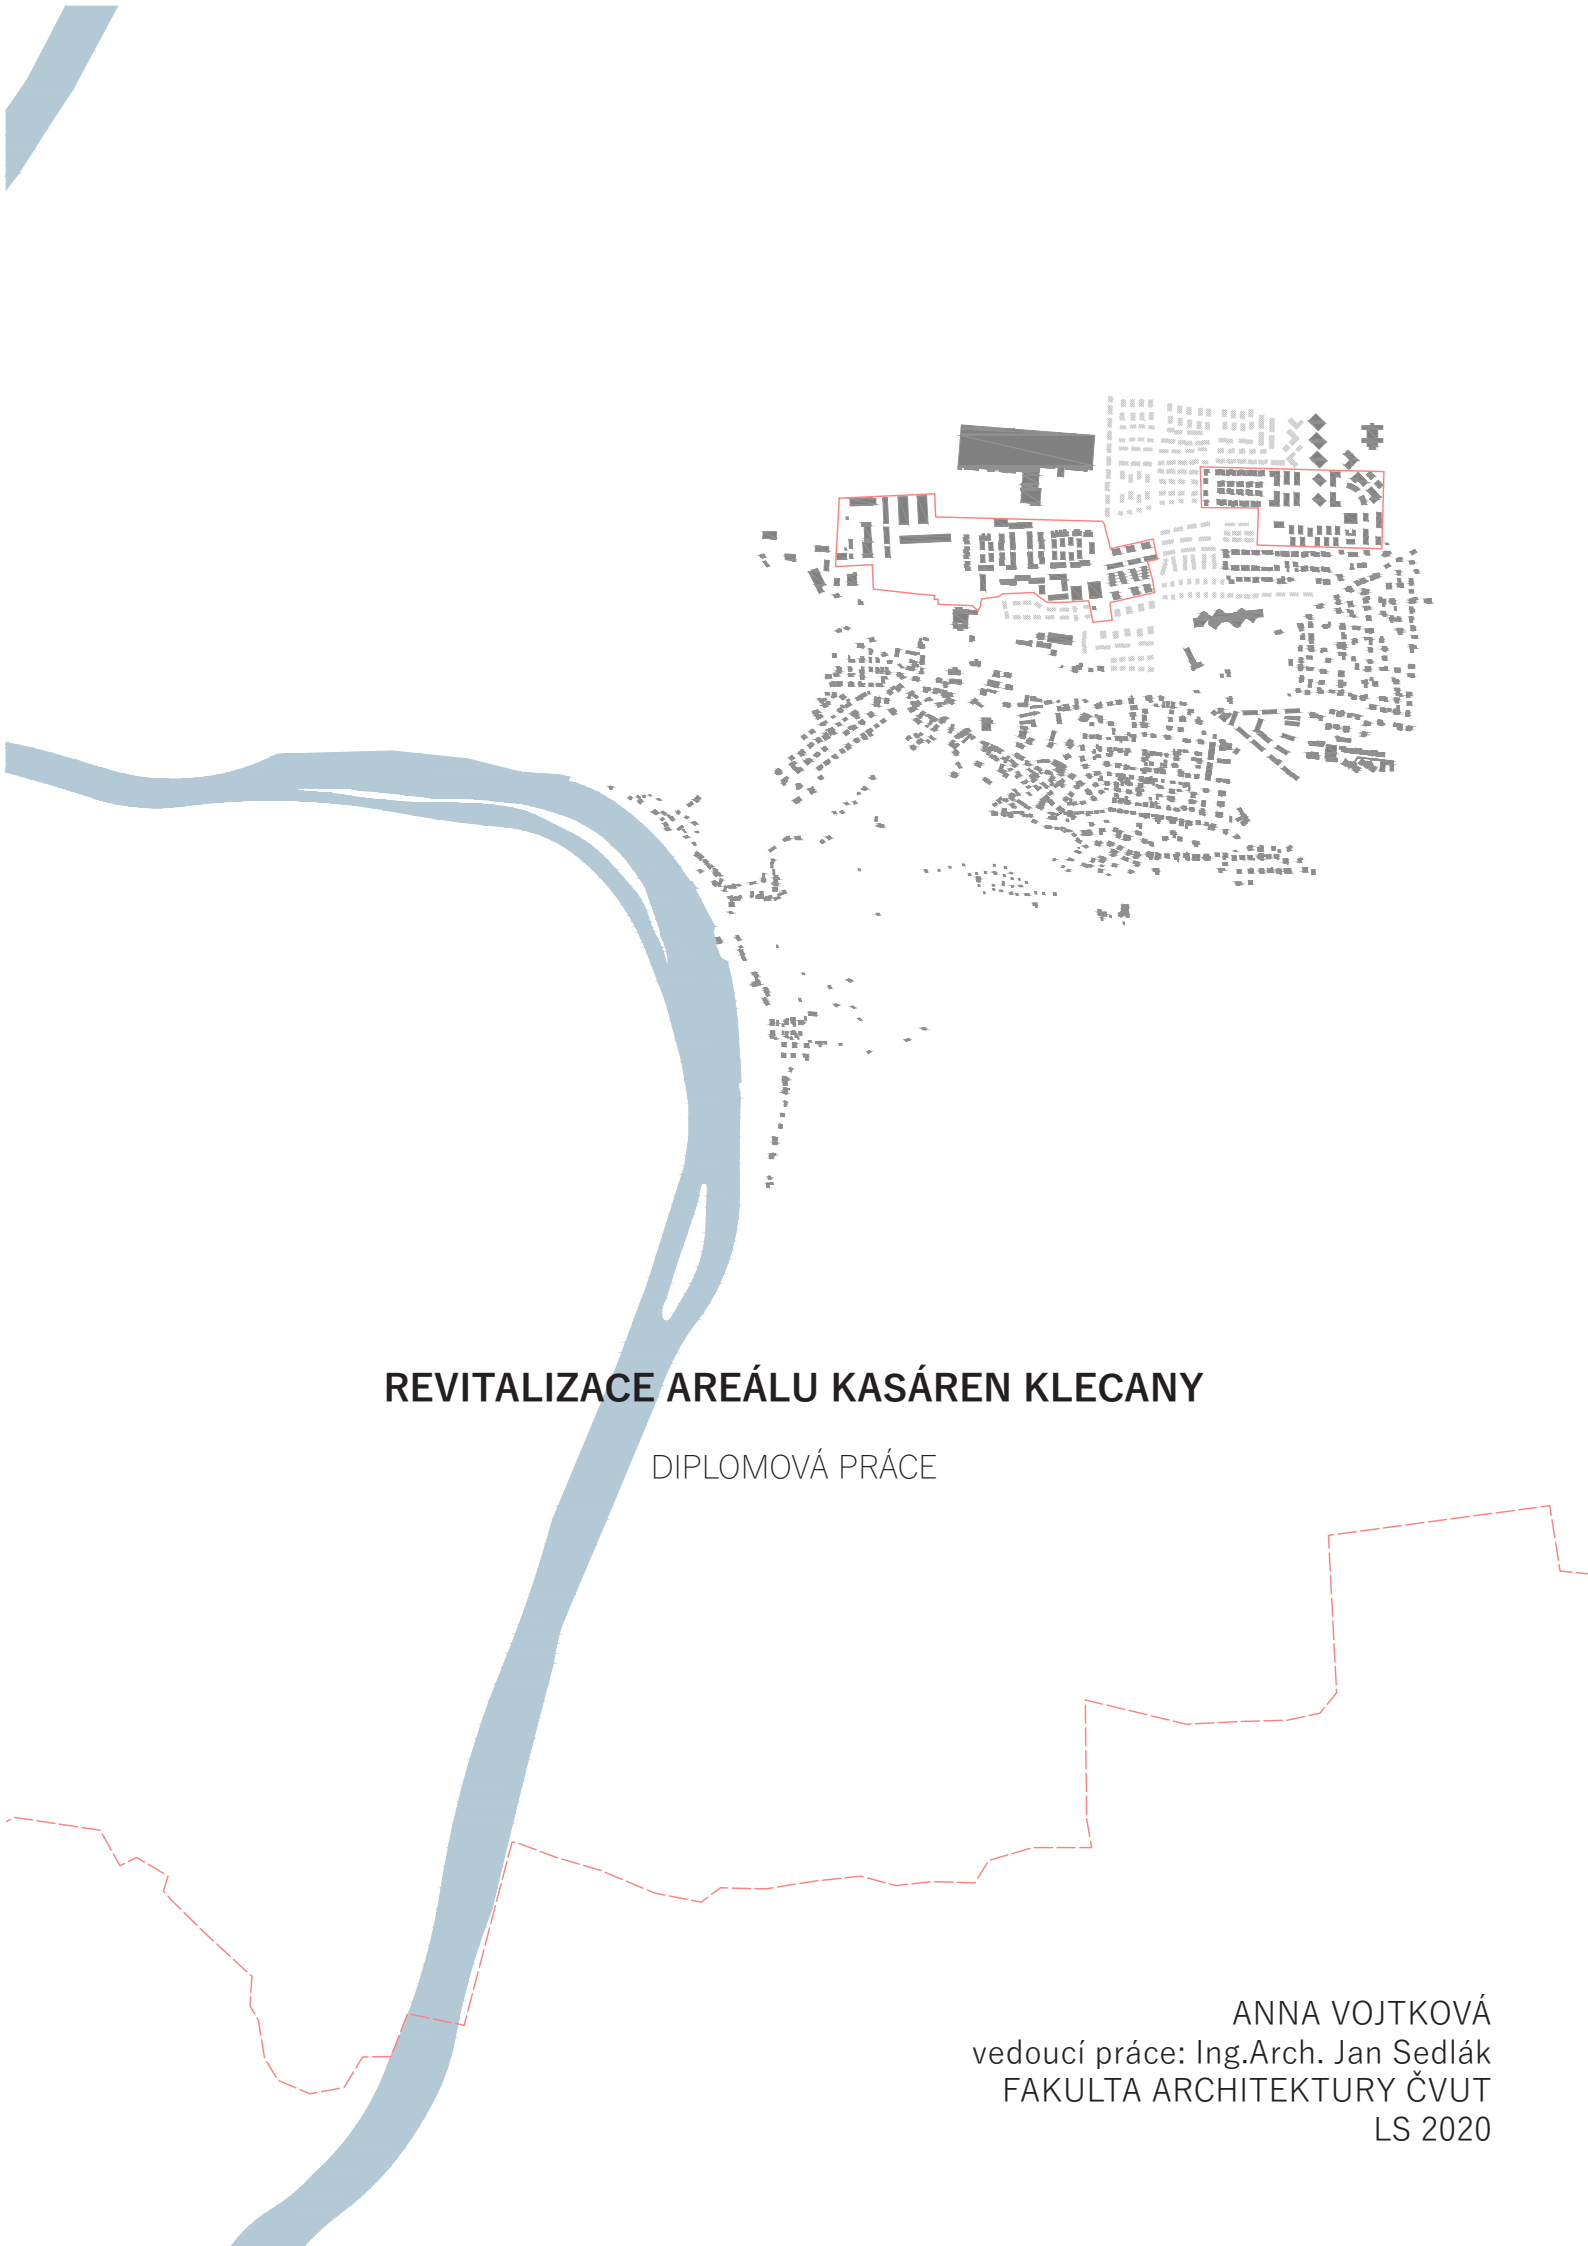 REVITALIZACE AREÁLU KASÁREN KLECANY
DIPLOMOVÁ PRÁCE
ANNA VOJTKOVÁ
vedoucí práce: Ing.Arch. Jan Sedlák
FAKULTA ARCHITEKTURY ČVUT
LS 2020